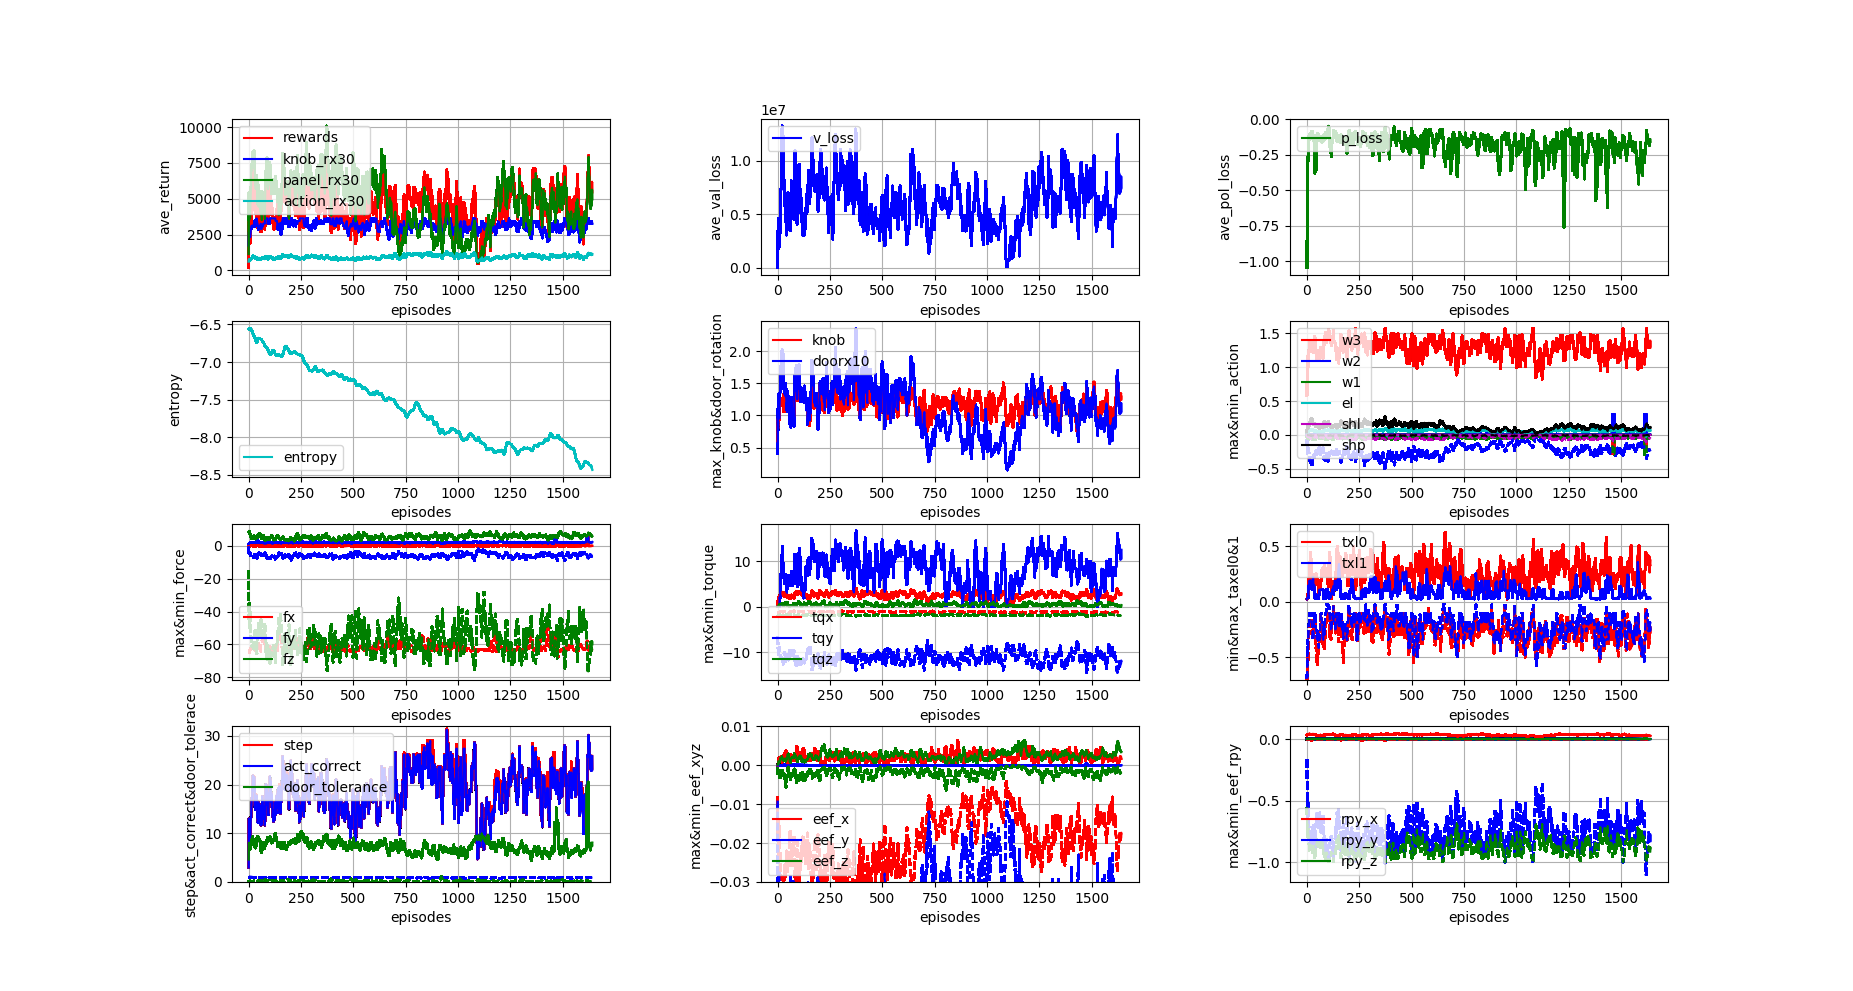 1e7
10000
7500
5000
2500
0
ave_return
rewards
knob_rx30
panel_rx30
action_rx30
0 250 500 750 1000 1250 1500
episodes
1.0
0.5
0.0
ave_val_loss
v_loss
0 250 500 750 1000 1250 1500
episodes
0.00
−0.25
−0.50
−0.75
−1.00
ave_pol_loss
p_loss
0 250 500 750 1000 1250 1500
episodes
−6.5
−7.0
−7.5
−8.0
−8.5
entropy
entropy
0 250 500 750 1000 1250 1500
episodes
2.0
1.5
1.0
0.5
max_knob&door_rotation
knob
doorx10
0 250 500 750 1000 1250 1500
episodes
1.5
1.0
0.5
0.0
−0.5
max&min_action
w3
w2
w1
el
shl
shp
0 250 500 750 1000 1250 1500
episodes
0
−20
−40
−60
−80
max&min_force
fx
fy
fz
0 250 500 750 1000 1250 1500
episodes
10
0
−10
max&min_torque
tqx
tqy
tqz
0 250 500 750 1000 1250 1500
episodes
0.5
0.0
−0.5
min&max_taxel0&1
txl0
txl1
0 250 500 750 1000 1250 1500
episodes
30
20
10
0
step&act_correct&door_tolerace
step
act_correct
door_tolerance
0 250 500 750 1000 1250 1500
episodes
0.01
0.00
−0.01
−0.02
−0.03
max&min_eef_xyz
eef_x
eef_y
eef_z
0 250 500 750 1000 1250 1500
episodes
0.0
−0.5
−1.0
max&min_eef_rpy
rpy_x
rpy_y
rpy_z
0 250 500 750 1000 1250 1500
episodes